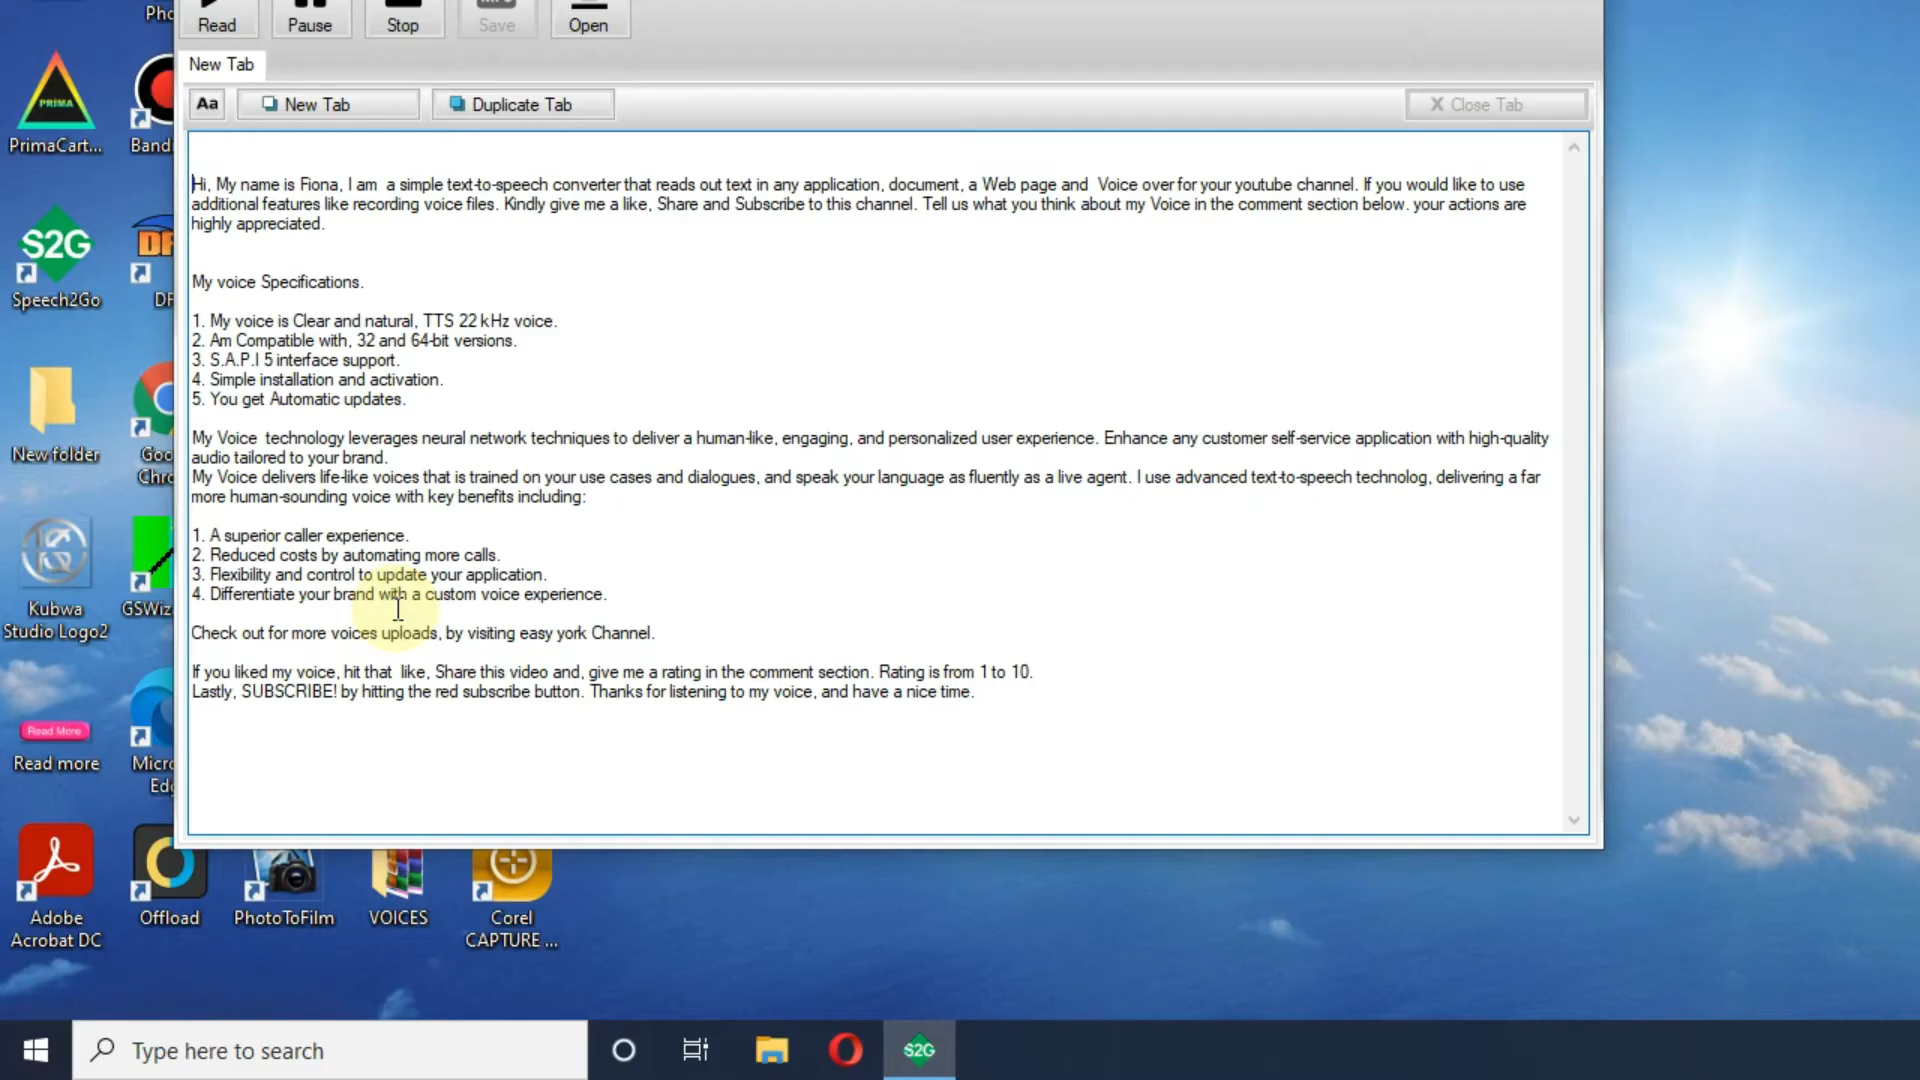 Pho
Read
Pause
Stop
Save
Open
New Tab
Aa
New Tab
Duplicate Tab
X Close Tab
Hi, My name is Fiona, I am  a simple text-to-speech converter that reads out text in any application, document, a Web page and  Voice over for your youtube channel. If you would like to use
additional features like recording voice files. Kindly give me a like, Share and Subscribe to this channel. Tell us what you think about my Voice in the comment section below. your actions are
highly appreciated.
My voice Specifications.
1. My voice is Clear and natural, TTS 22 kHz voice.
2. Am Compatible with, 32 and 64-bit versions.
3. S.A.P.I 5 interface support.
4. Simple installation and activation.
5. You get Automatic updates.
My Voice  technology leverages neural network techniques to deliver a human-like, engaging, and personalized user experience. Enhance any customer self-service application with high-quality
audio tailored to your brand.
My Voice delivers life-like voices that is trained on your use cases and dialogues, and speak your language as fluently as a live agent. I use advanced text-to-speech technolog, delivering a far
more human-sounding voice with key benefits including:
1. A superior caller experience.
2. Reduced costs by automating more calls.
3. Flexibility and control to update your application.
4. Differentiate your brand with a custom voice experience.
Check out for more voices uploads, by visiting easy york Channel.
If you liked my voice, hit that  like, Share this video and, give me a rating in the comment section. Rating is from 1 to 10.
Lastly, SUBSCRIBE! by hitting the red subscribe button. Thanks for listening to my voice, and have a nice time.
PRIMA
PrimaCart...
Bandi
S2G
Speech2Go
DF
DF
New folder
Goo
Chro
Kubwa
Studio Logo2
GSWiz
Read More
Read more
Micro
Edg
Adobe
Acrobat DC
Offload
PhotoToFilm
VOICES
Corel
CAPTURE ...
Type here to search
S2G